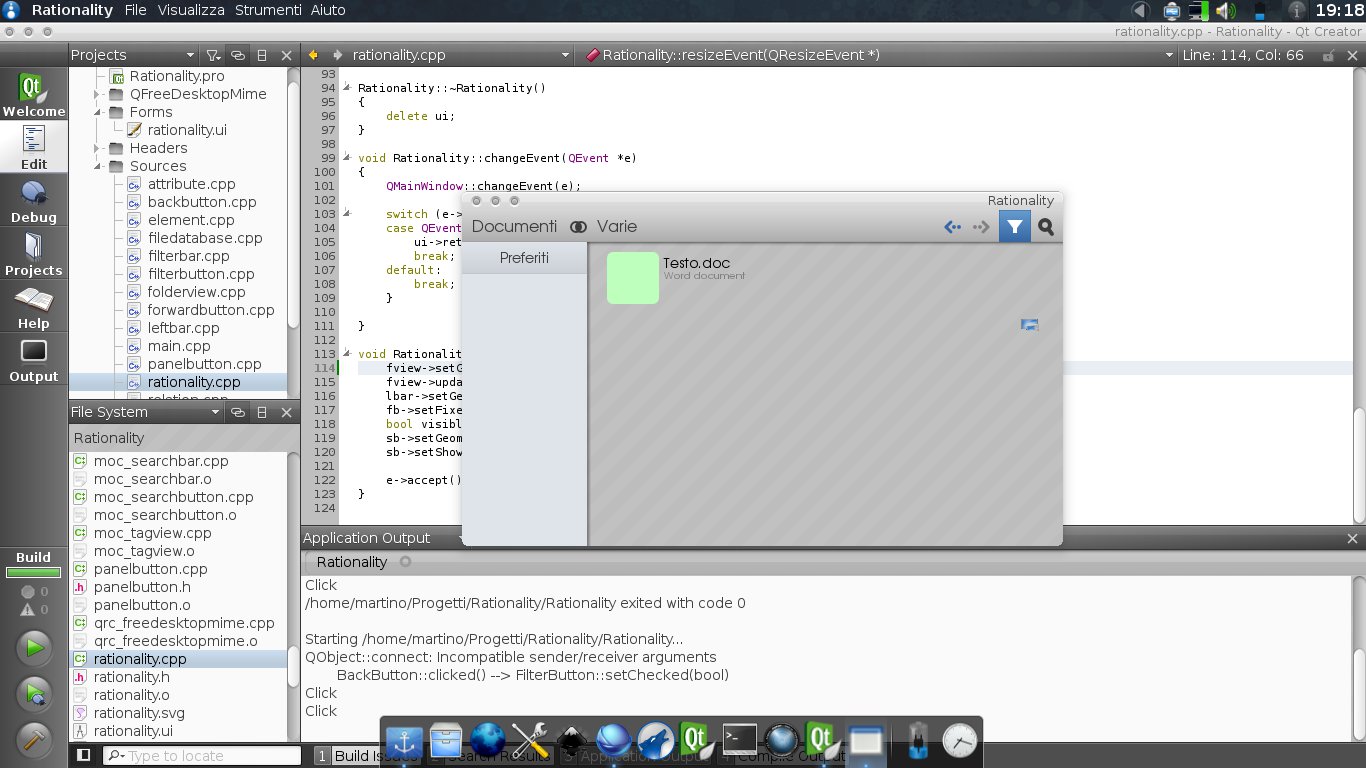 Rationality File Visualizza Strumenti Aiuto 19:18
rationality.cpp - Rationality - Qt Creator
Projects rationality.cpp Rationality::resizeEvent(QResizeEvent *) Line: 114, Col: 66
Welcome
Edit
Debug
Projects
Help
Output
Build
0
0
Rationality.pro
QFreeDesktopMime
Forms
rationality.ui
Headers
Sources
attribute.cpp
backbutton.cpp
element.cpp
filedatabase.cpp
filterbar.cpp
filterbutton.cpp
folderview.cpp
forwardbutton.cpp
leftbar.cpp
main.cpp
panelbutton.cpp
rationality.cpp
relation.cpp
File System
Rationality
moc_searchbar.cpp
moc_searchbar.o
moc_searchbutton.cpp
moc_searchbutton.o
moc_tagview.cpp
moc_tagview.o
panelbutton.cpp
panelbutton.h
panelbutton.o
qrc_freedesktopmime.cpp
qrc_freedesktopmime.o
rationality.cpp
rationality.h
rationality.o
rationality.svg
rationality.ui
93
94 Rationality::~Rationality()
95 {
96 delete ui;
97 }
98
99 void Rationality::changeEvent(QEvent *e)
100 {
101 QMainWindow::changeEvent(e);
102
103 switch (e->
104 case QEvent
105 ui->ret
106 break;
107 default:
108 break;
109 }
110
111 }
112
113 void Rationalit
114 fview->setG
115 fview->upda
116 lbar->setGe
117 fb->setFixe
118 bool visibl
119 sb->setGeom
120 sb->setShow
121
122 e->accept()
123 }
124
Rationality
Documenti Varie
Preferiti
Testo.doc
Word document
Application Output
Rationality
Click
/home/martino/Progetti/Rationality/Rationality exited with code 0
Starting /home/martino/Progetti/Rationality/Rationality...
QObject::connect: Incompatible sender/receiver arguments
BackButton::clicked() --> FilterButton::setChecked(bool)
Click
Click
Type to locate 1 Build Issues 2 Search Results 3 Application Output 4 Compile Output